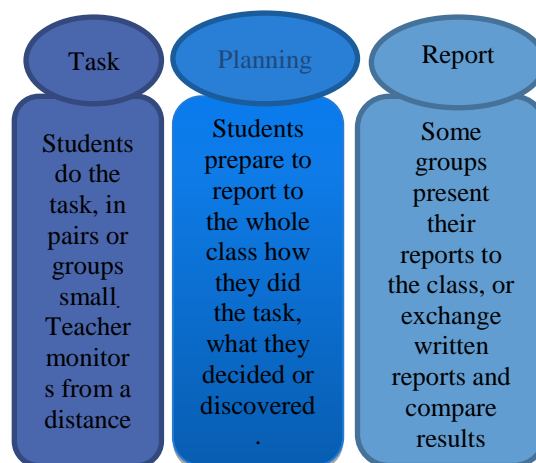 Task
Students
do the
task, in
pairs or
groups
small.
Teacher
monitor
s from a
distance
Planning
Students
prepare to
report to
the whole
class how
they did
the task,
what they
decided or
discovered
.
Report
Some
groups
present
their
reports to
the class, or
exchange
written
reports and
compare
results